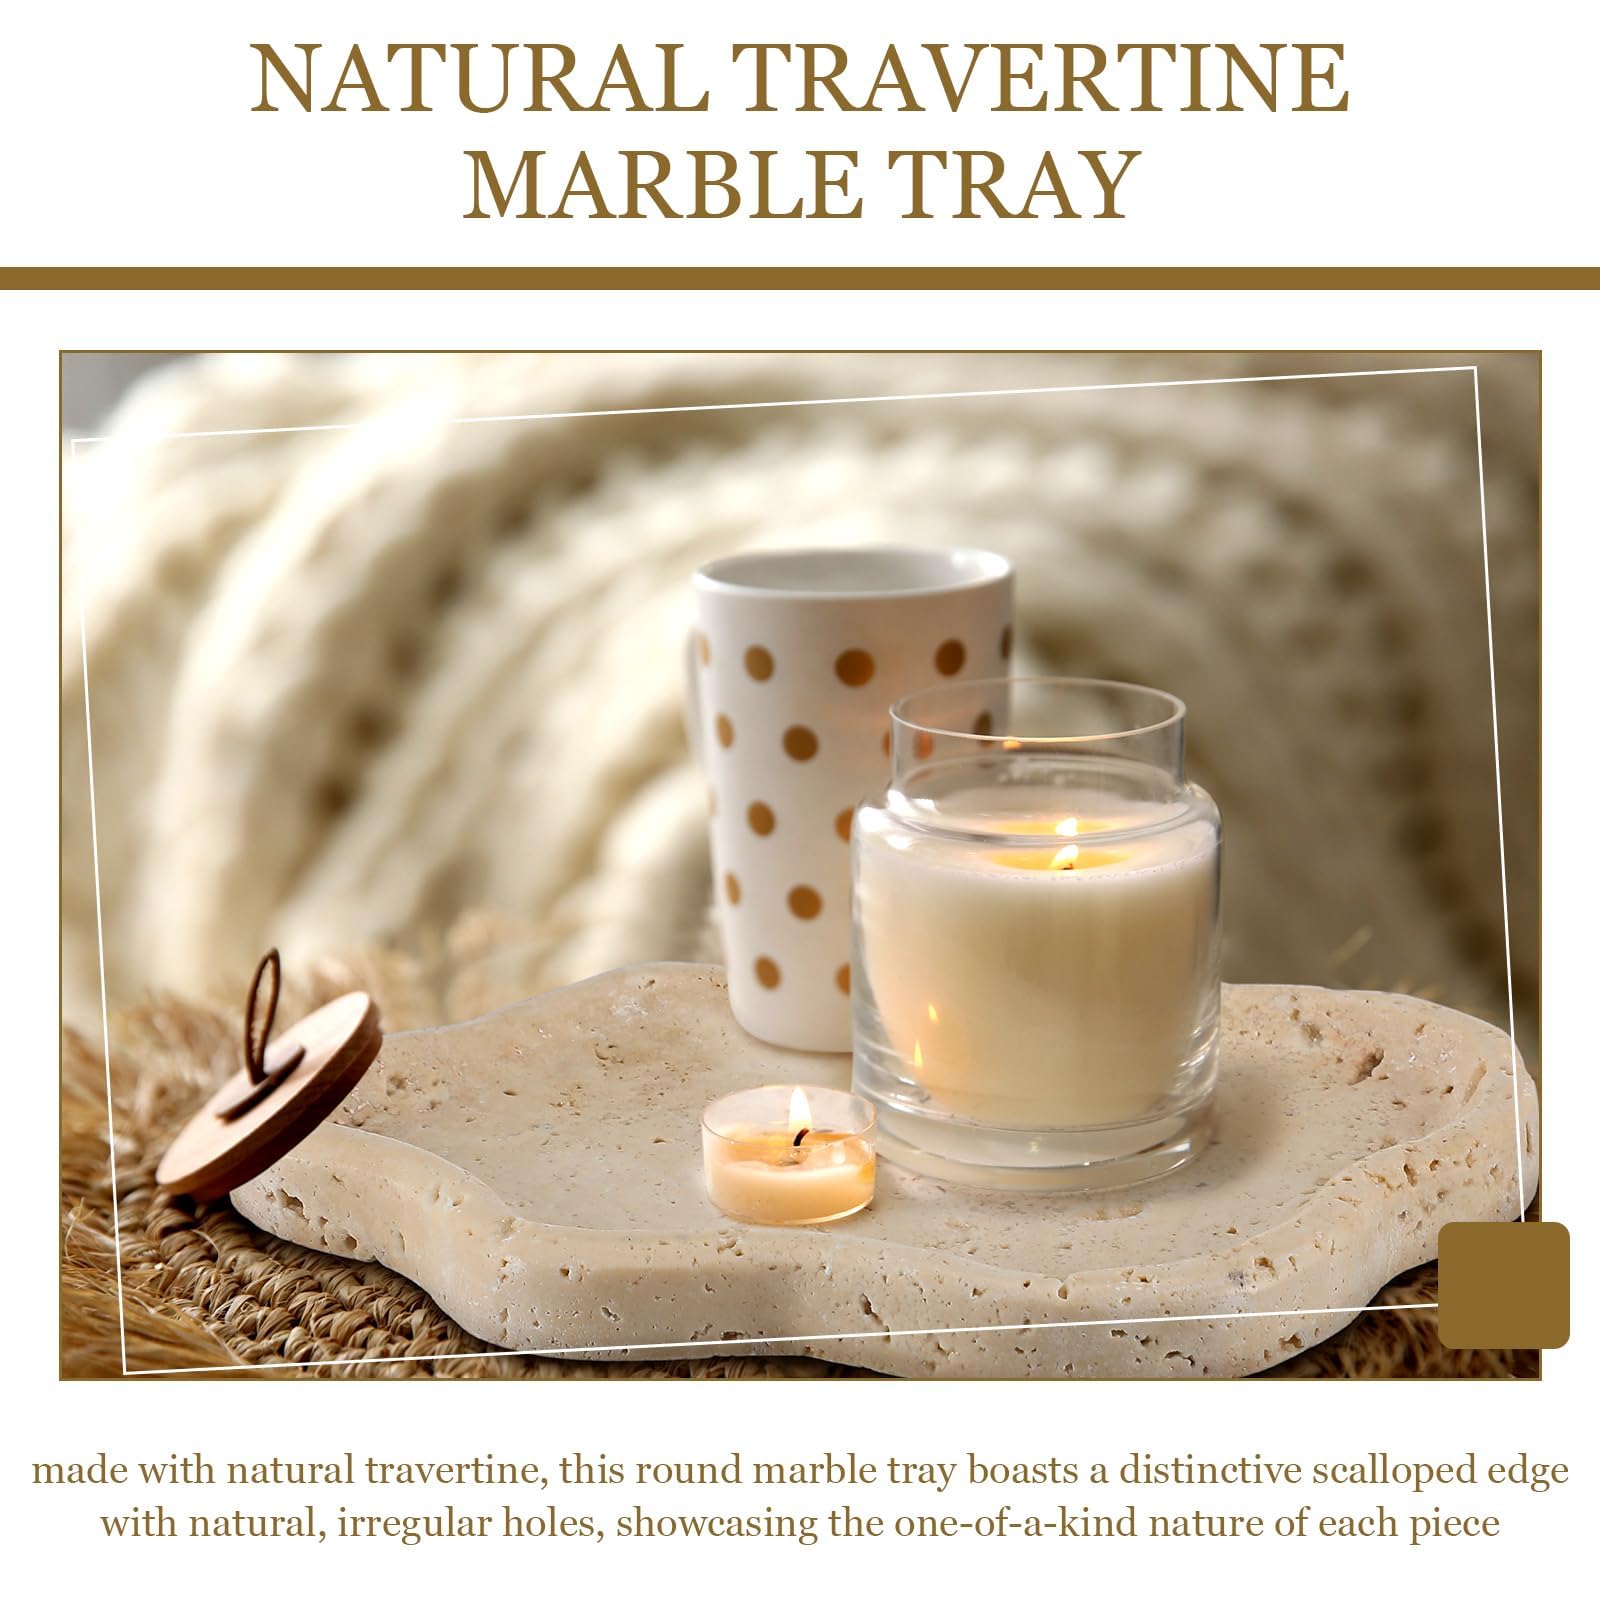 NATURAL TRAVERTINE
MARBLE TRAY
made with natural travertine, this round marble tray boasts a distinctive scalloped edge
with natural, irregular holes, showcasing the one-of-a-kind nature of each piece